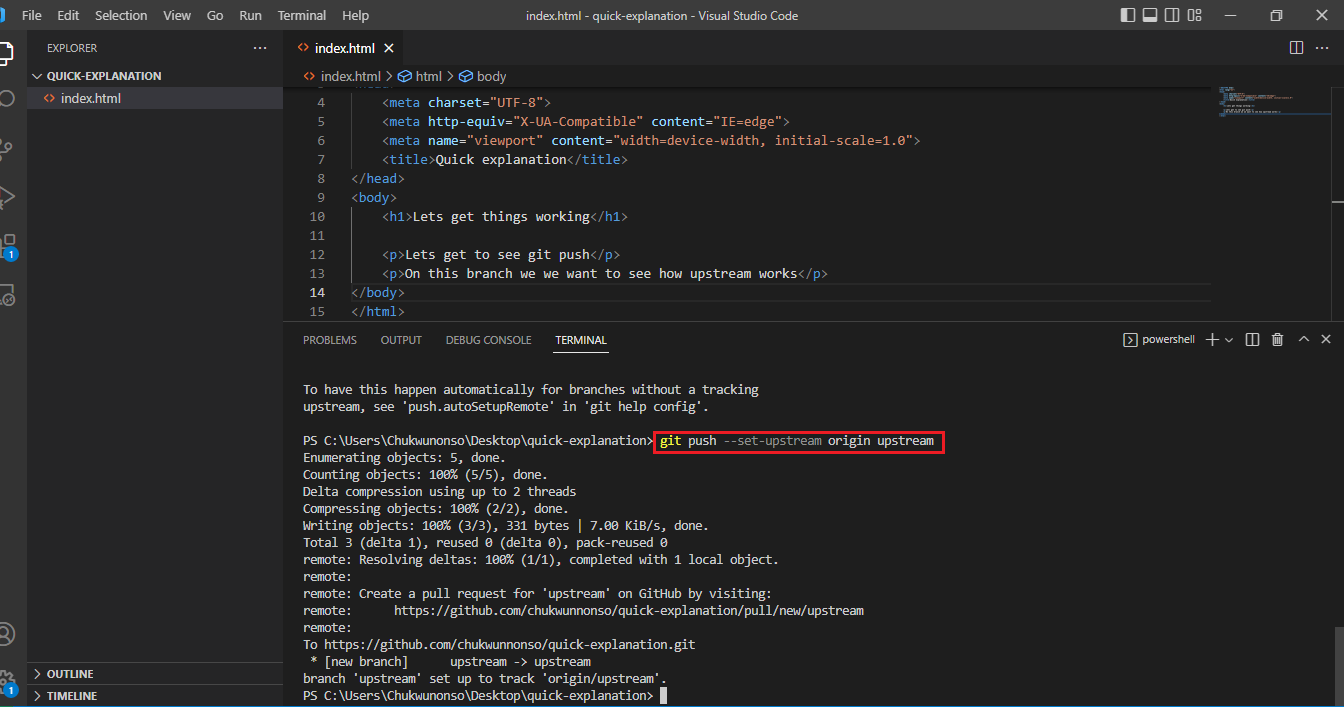 File Edit Selection View Go Run Terminal Help index.html - quick-explanation - Visual Studio Code
EXPLORER ...
QUICK-EXPLANATION
index.html
1
OUTLINE
1
TIMELINE
index.html
index.html > html > body
4 <meta charset="UTF-8">
5 <meta http-equiv="X-UA-Compatible" content="IE=edge">
6 <meta name="viewport" content="width=device-width, initial-scale=1.0">
7 <title>Quick explanation</title>
8 </head>
9 <body>
10 <h1>Lets get things working</h1>
11
12 <p>Lets get to see git push</p>
13 <p>On this branch we we want to see how upstream works</p>
14 </body>
15 </html>
PROBLEMS OUTPUT DEBUG CONSOLE TERMINAL powershell
To have this happen automatically for branches without a tracking
upstream, see 'push.autoSetupRemote' in 'git help config'.
PS C:\Users\Chukwunonso\Desktop\quick-explanation> git push --set-upstream origin upstream
Enumerating objects: 5, done.
Counting objects: 100% (5/5), done.
Delta compression using up to 2 threads
Compressing objects: 100% (2/2), done.
Writing objects: 100% (3/3), 331 bytes | 7.00 KiB/s, done.
Total 3 (delta 1), reused 0 (delta 0), pack-reused 0
remote: Resolving deltas: 100% (1/1), completed with 1 local object.
remote:
remote: Create a pull request for 'upstream' on GitHub by visiting:
remote: https://github.com/chukwunnonso/quick-explanation/pull/new/upstream
remote:
To https://github.com/chukwunnonso/quick-explanation.git
* [new branch] upstream -> upstream
branch 'upstream' set up to track 'origin/upstream'.
PS C:\Users\Chukwunonso\Desktop\quick-explanation>